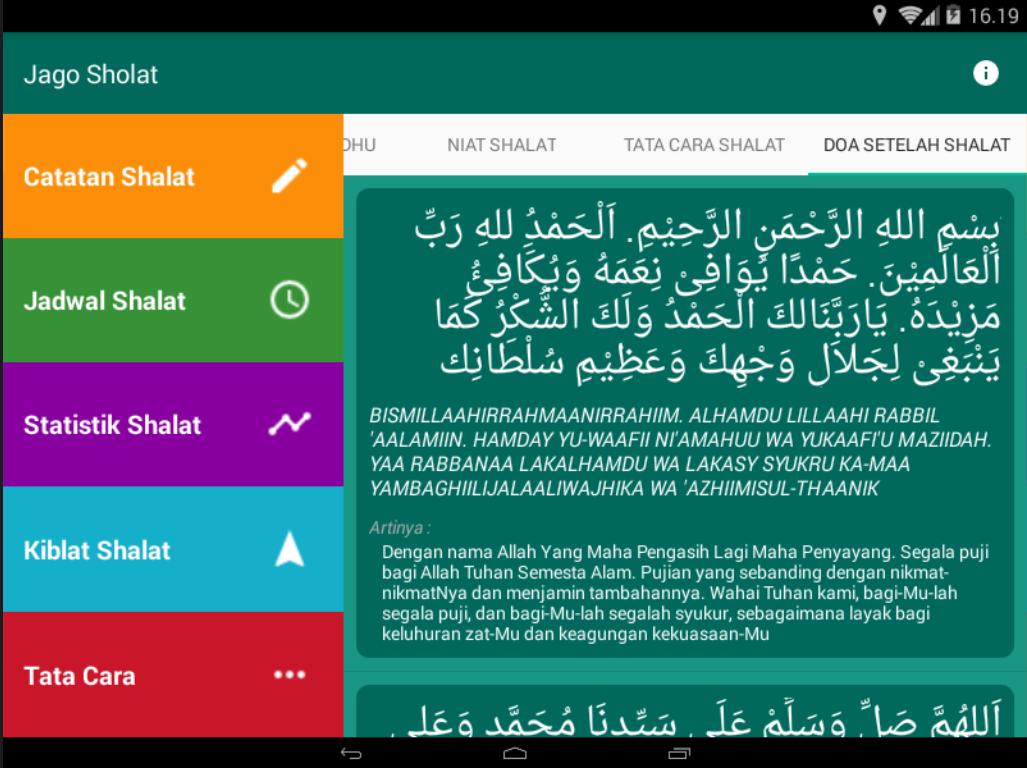 16.19
Jago Sholat
Catatan Shalat
Jadwal Shalat
Statistik Shalat
Kiblat Shalat
Tata Cara
DHU
NIAT SHALAT
TATA CARA SHALAT
DOA SETELAH SHALAT
بِسْمِ اللهِ الرَّحْمَنِ الرَّحِيْمِ. اَلْحَمْدُ للهِ رَبِّ
الْعَالَمِيْنَ. حَمْدًا يُوَافِىْ نِعَمَهُ وَيُكَافِئُ
مَزِيْدَهُ. يَارَبَّنَالكَ الْحَمْدُ وَلَكَ الشُّكْرُ كَمَا
يَنْبَغِىْ لِجَلاَلِ وَجْهِكَ وَعَظِيْمِ سُلْطَانِك
BISMILLAAHIRRAHMAANIRRAHIIM. ALHAMDU LILLAAHI RABBIL
'AALAMIIN. HAMDAY YU-WAAFII NI'AMAHUU WA YUKAAFI'U MAZIIDAH.
YAA RABBANAA LAKALHAMDU WA LAKASY SYUKRU KA-MAA
YAMBAGHIILIJALAALIWAJHIKA WA 'AZHIIMISUL-THAANIK
Artinya :
Dengan nama Allah Yang Maha Pengasih Lagi Maha Penyayang. Segala puji
bagi Allah Tuhan Semesta Alam. Pujian yang sebanding dengan nikmat-
nikmatNya dan menjamin tambahannya. Wahai Tuhan kami, bagi-Mu-lah
segala puji, dan bagi-Mu-lah segalah syukur, sebagaimana layak bagi
keluhuran zat-Mu dan keagungan kekuasaan-Mu
اَللهُمَّ صَلِّ وَسَلِّمْ عَلَى سَيِّدِنَا مُحَمَّدٍ وَعَلَى